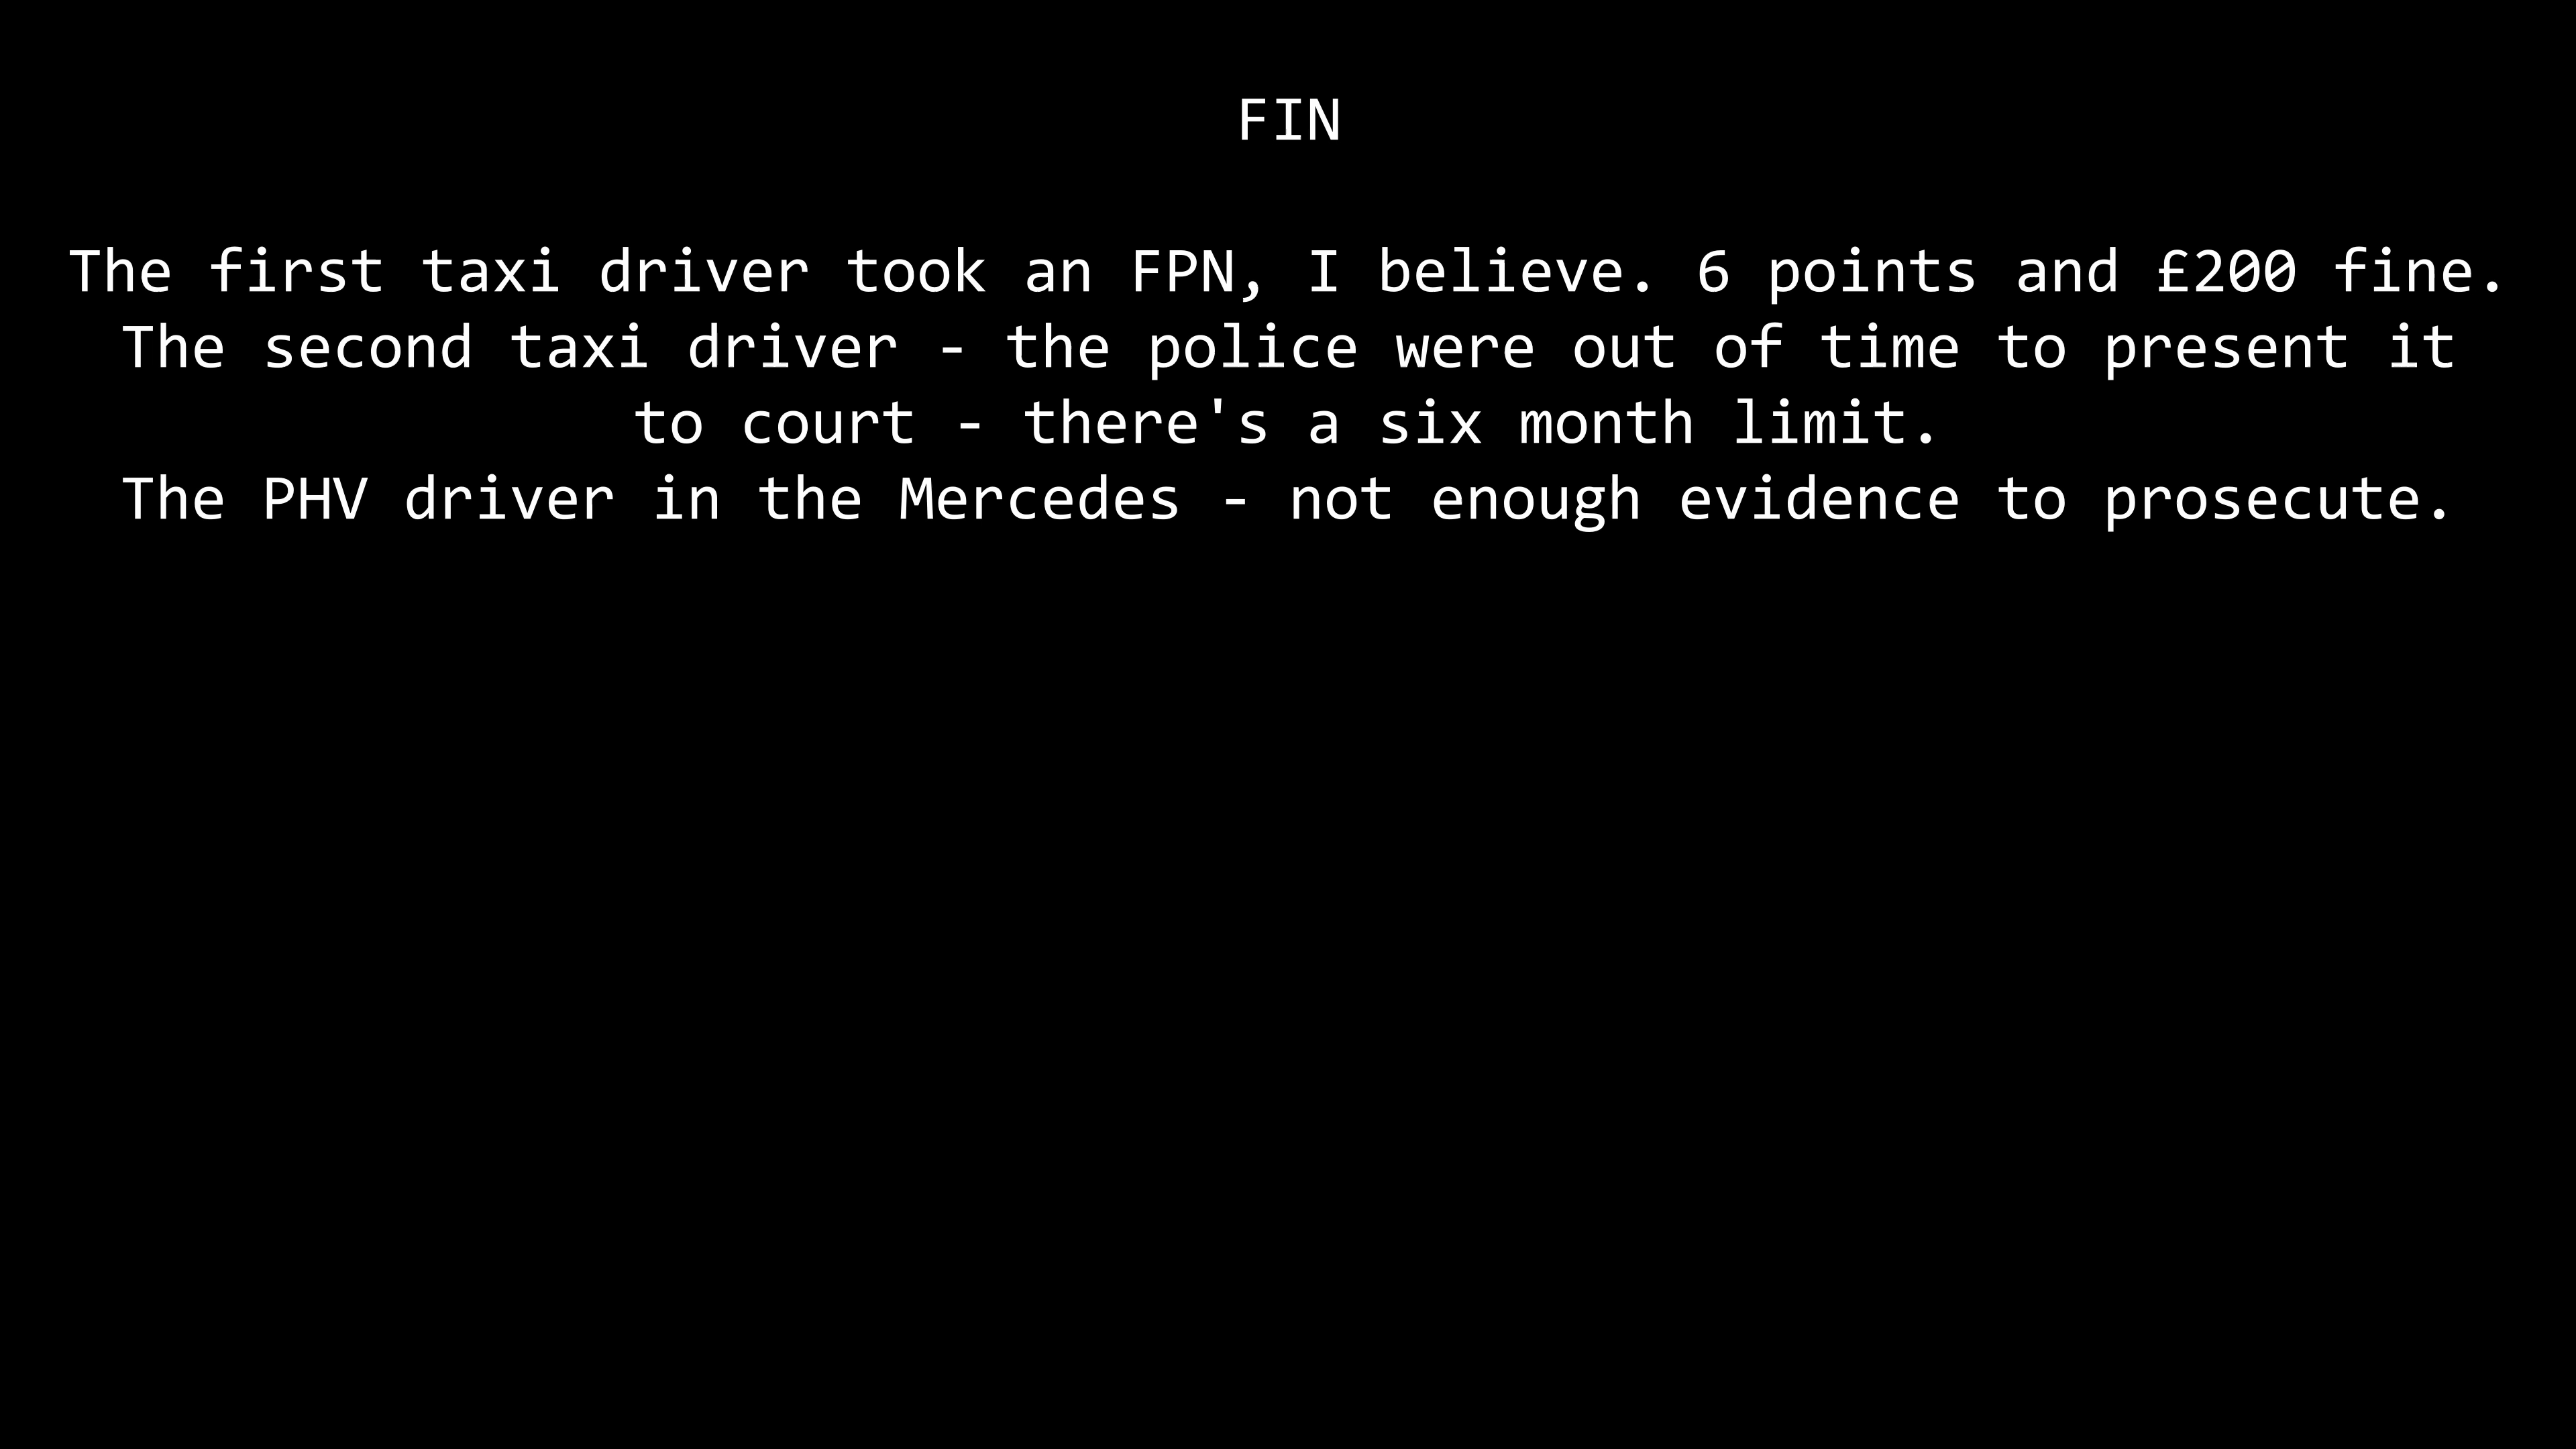 FIN
The first taxi driver took an FPN, I believe. 6 points and £200 fine.
The second taxi driver - the police were out of time to present it
to court - there's a six month limit.
The PHV driver in the Mercedes - not enough evidence to prosecute.